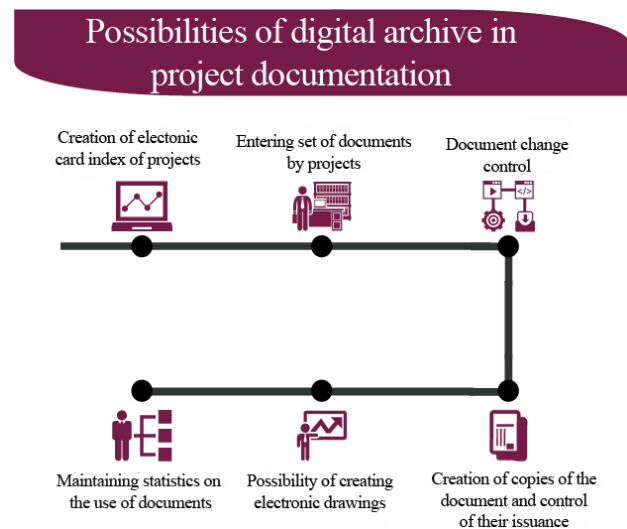 Possibilities of digital archive in
project documentation
Creation of electonic
card index of projects
Entering set of documents
by projects
Document change
control
Maintaining statistics on
the use of documents
Possibility of creating
electronic drawings
Creation of copies of the
document and control
of their issuance